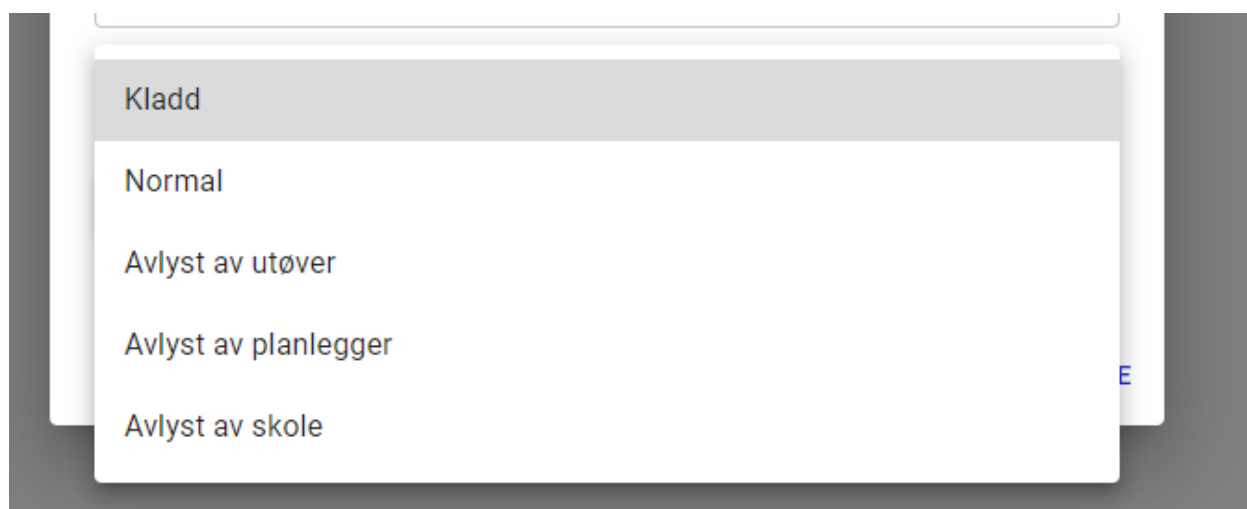 Kladd
Normal
Avlyst av utøver
Avlyst av planlegger
E
Avlyst av skole